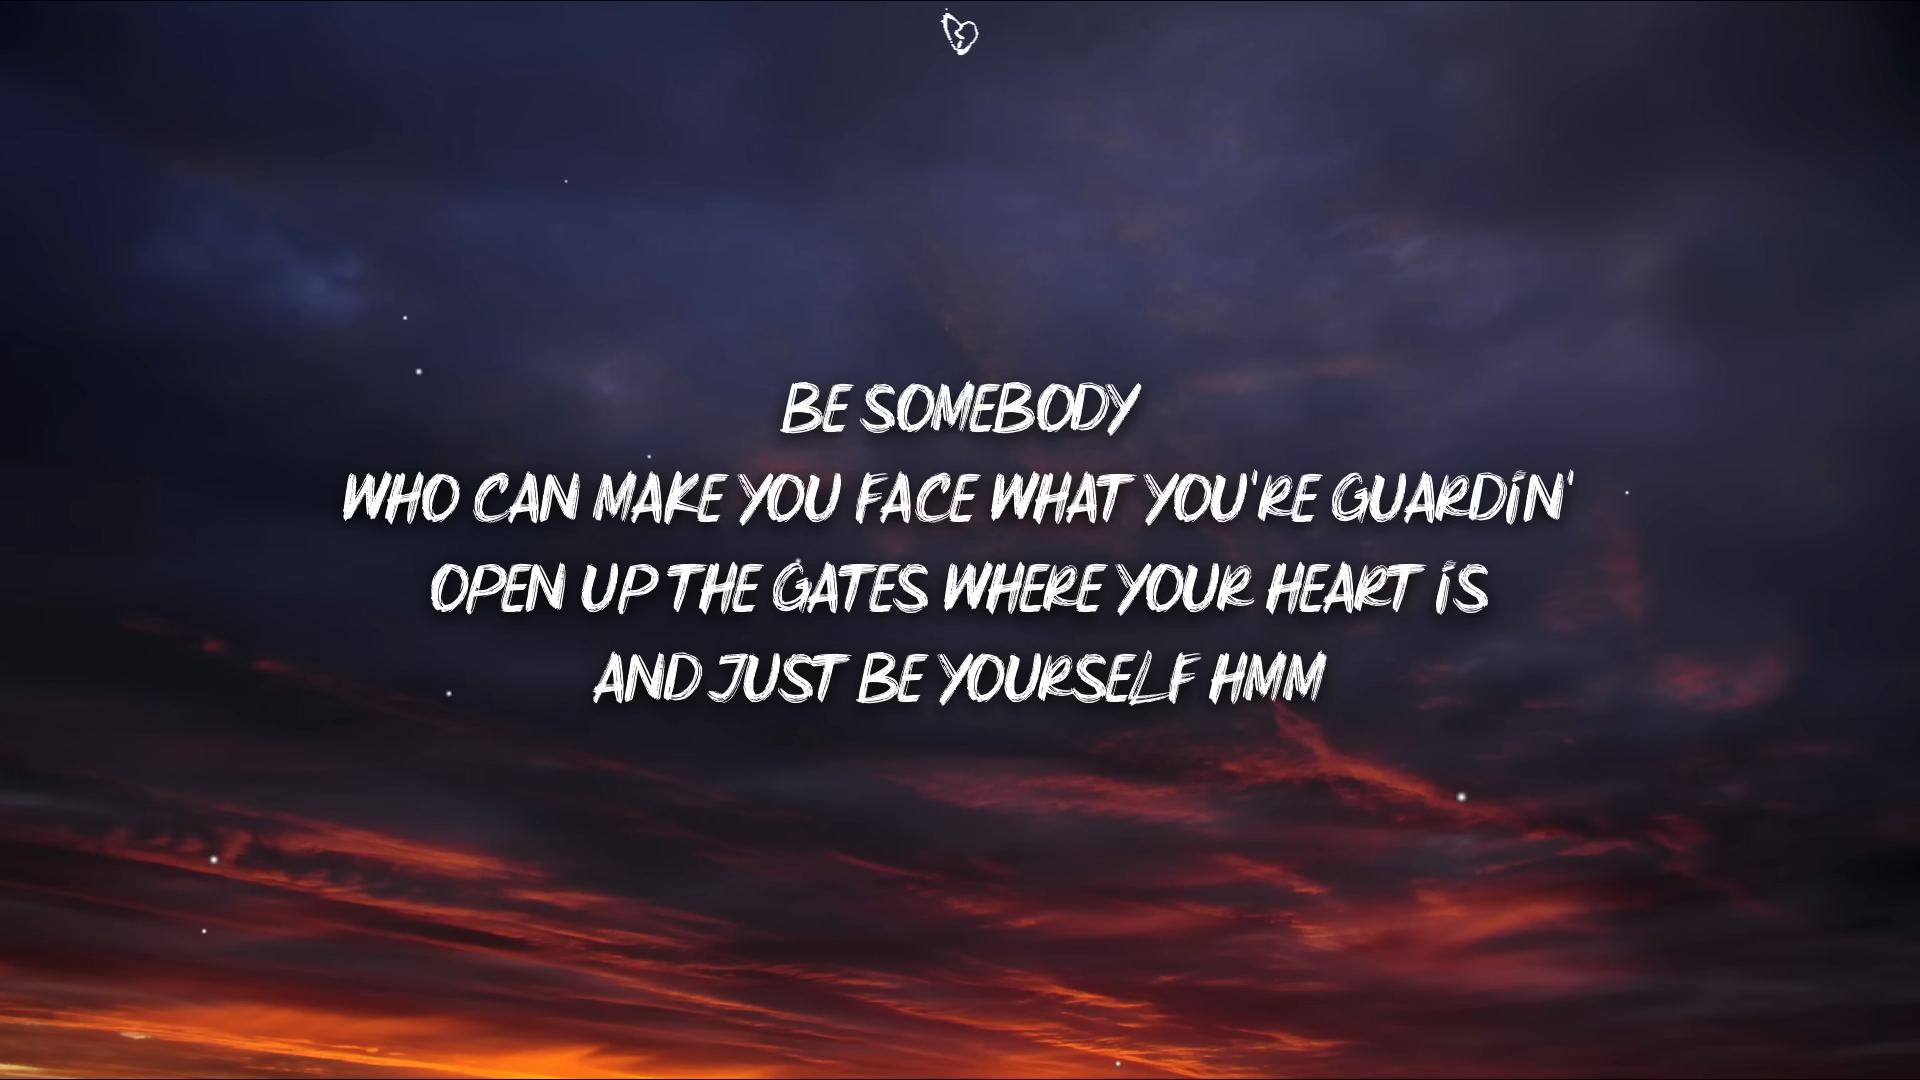 BE SOMEBODY
WHO CAN MAKE YOU FACE WHAT YOU'RE GUARDIN'
OPEN UP THE GATES WHERE YOUR HEART IS
AND JUST BE YOURSELF HMM